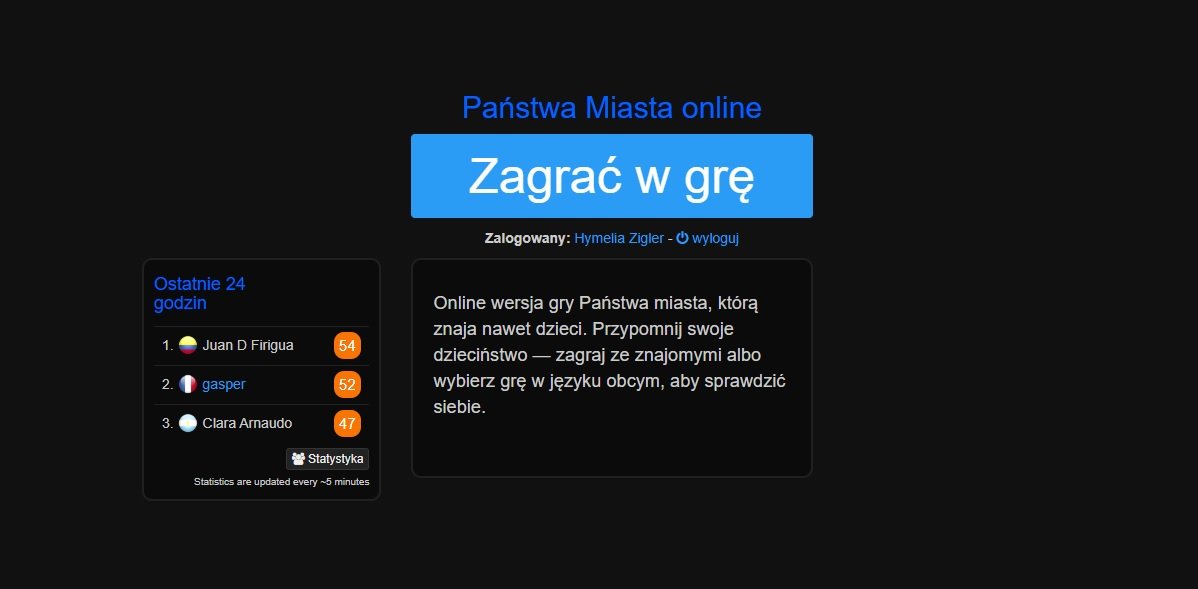 Państwa Miasta online
Zagrać w grę
Zalogowany: Hymelia Zigler - wyloguj
Ostatnie 24
godzin
1. Juan D Firigua 54
2. gasper 52
3. Clara Arnaudo 47
Statystyka
Statistics are updated every ~5 minutes
Online wersja gry Państwa miasta, którą
znaja nawet dzieci. Przypomnij swoje
dzieciństwo — zagraj ze znajomymi albo
wybierz grę w języku obcym, aby sprawdzić
siebie.